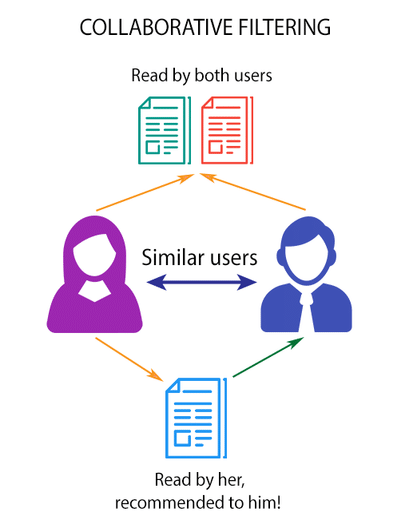 COLLABORATIVE FILTERING
Read by both users
Similar users
Read by her,
recommended to him!